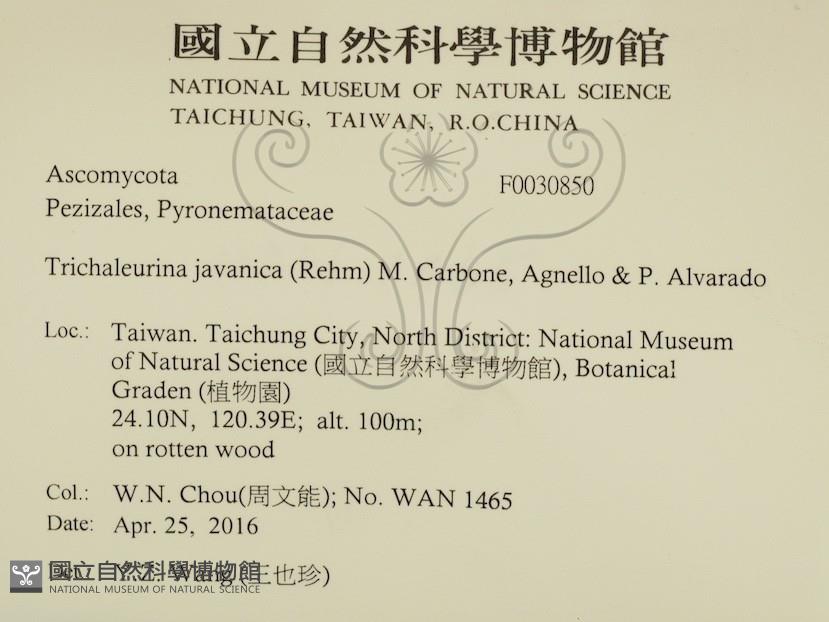 國立自然科學博物館
NATIONAL MUSEUM OF NATURAL SCIENCE
TAICHUNG, TAIWAN, R.O.CHINA
Ascomycota
F0030850
Pezizales, Pyronemataceae
Trichaleurina javanica (Rehm) M. Carbone, Agnello & P. Alvarado
Loc.: Taiwan. Taichung City, North District: National Museum
of Natural Science (國立自然科學博物館), Botanical
Graden (植物園)
24.10N, 120.39E; alt. 100m;
on rotten wood
Col.: W.N. Chou(周文能); No. WAN 1465
Date: Apr. 25, 2016
Y.Z. Wang (王也珍)
國立自然科學博物館
NATIONAL MUSEUM OF NATURAL SCIENCE